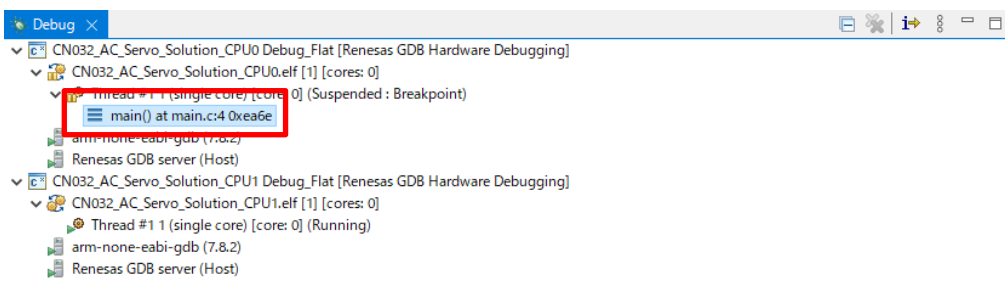 Debug
CN032_AC_Servo_Solution_CPU0 Debug_Flat [Renesas GDB Hardware Debugging]
CN032_AC_Servo_Solution_CPU0.elf [1] [cores: 0]
Thread #1 1 (single core) [core: 0] (Suspended : Breakpoint)
main() at main.c:4 0xea6e
arm-none-eabi-gdb (7.8.2)
Renesas GDB server (Host)
CN032_AC_Servo_Solution_CPU1 Debug_Flat [Renesas GDB Hardware Debugging]
CN032_AC_Servo_Solution_CPU1.elf [1] [cores: 0]
Thread #1 1 (single core) [core: 0] (Running)
arm-none-eabi-gdb (7.8.2)
Renesas GDB server (Host)